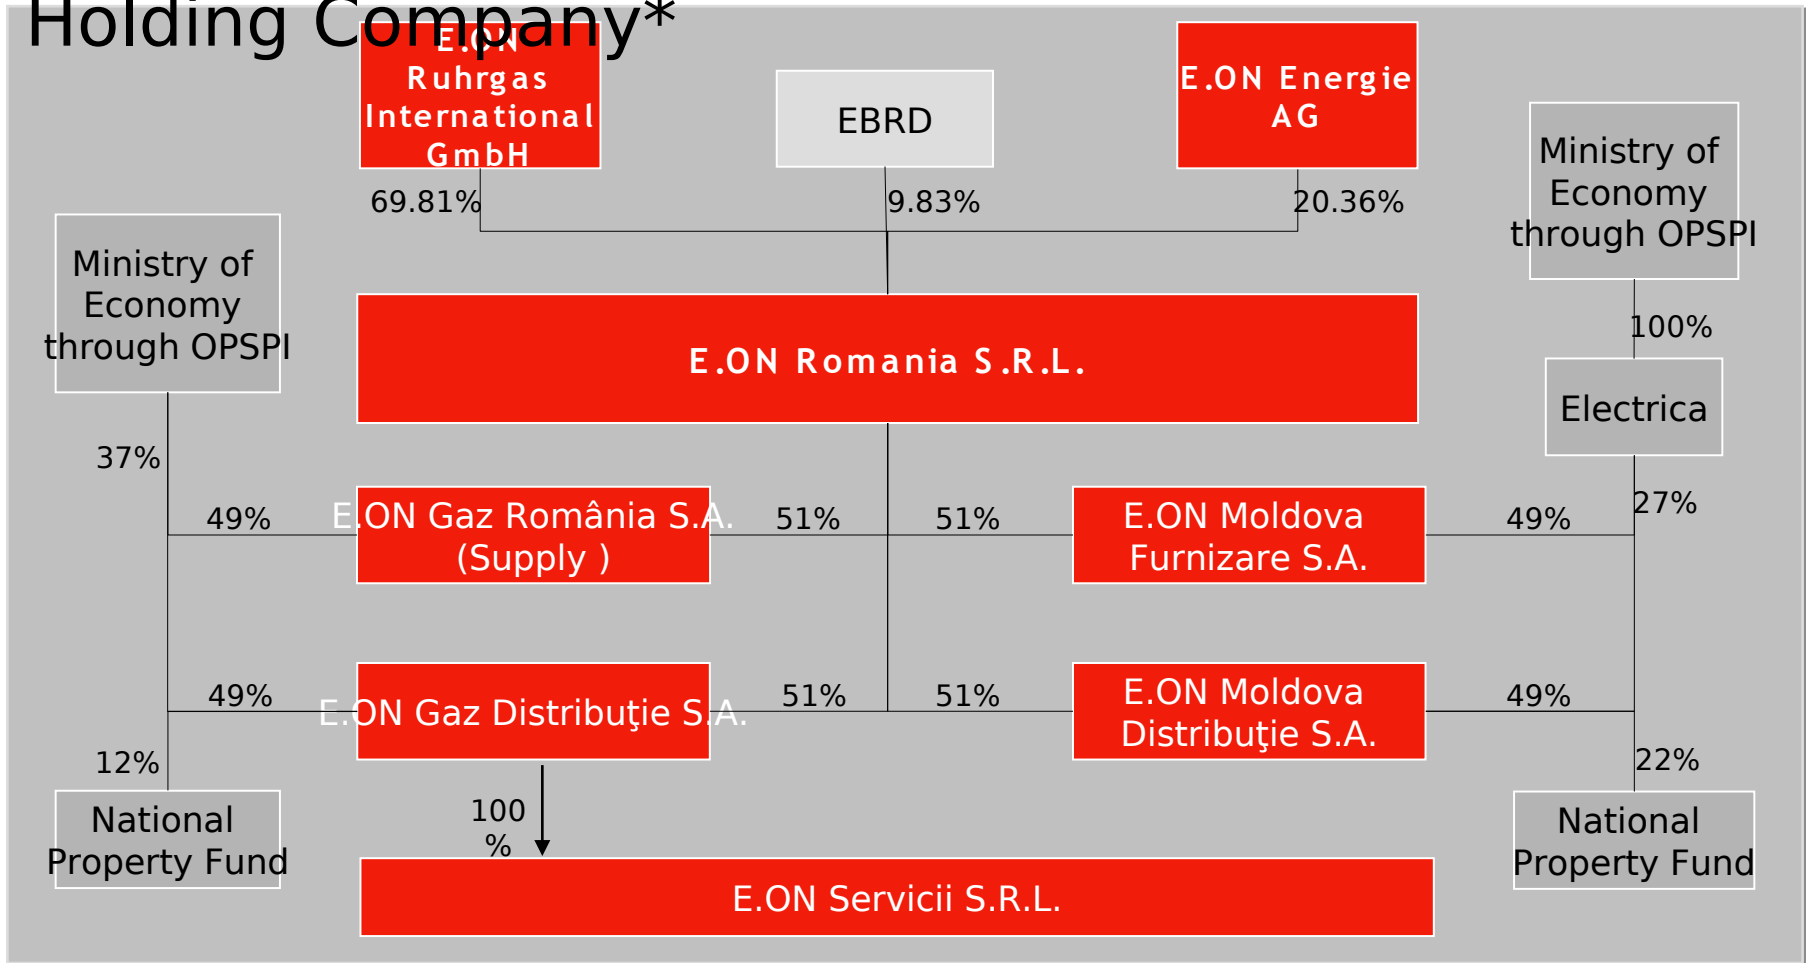 Holding Company*
E.ON
Ruhrgas
International
GmbH
EBRD
E.ON Energie
AG
Ministry of
Economy
through OPSPI
69.81%
9.83%
20.36%
Ministry of
Economy
through OPSPI
100%
E.ON Romania S.R.L.
Electrica
37%
27%
49%
E.ON Gaz România S.A.
(Supply )
51%
51%
E.ON Moldova
Furnizare S.A.
49%
49%
E.ON Gaz Distribuţie S.A.
51%
51%
E.ON Moldova
Distribuţie S.A.
49%
12%
22%
National
Property Fund
100
%
National
Property Fund
E.ON Servicii S.R.L.